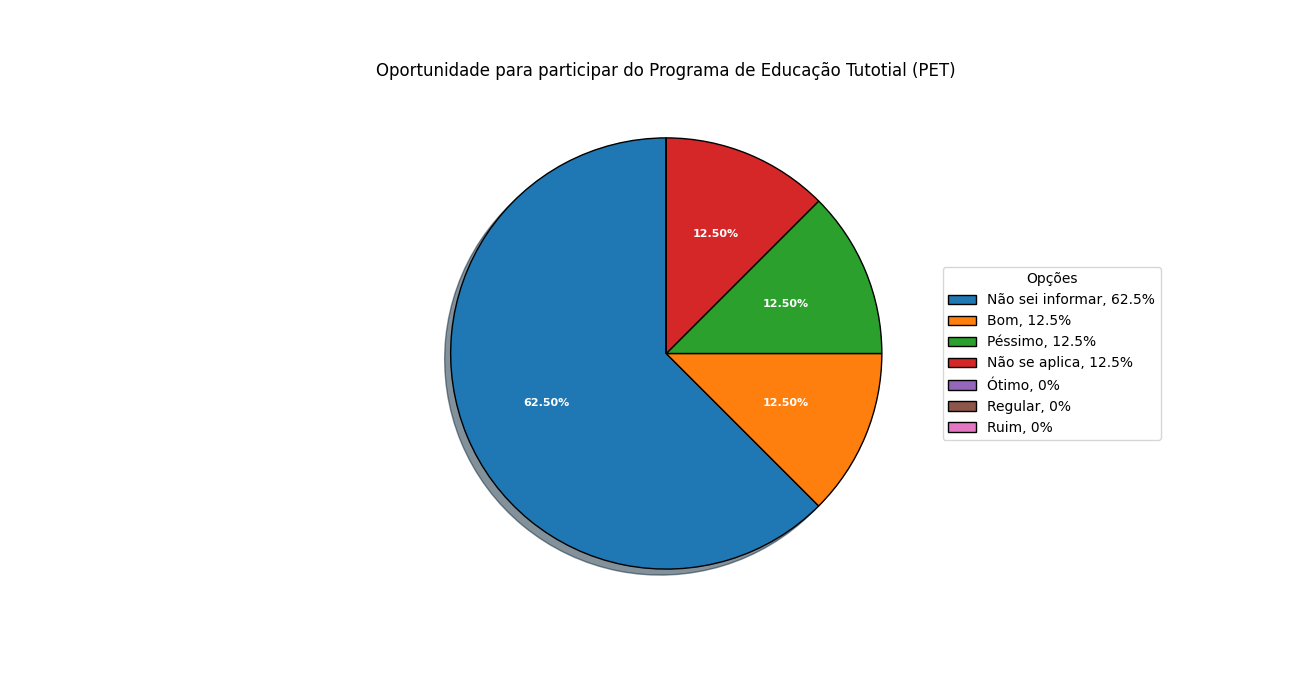 Oportunidade para participar do Programa de Educação Tutotial (PET)
12.50%
12.50%
62.50%
12.50%
Opções
Não sei informar, 62.5%
Bom, 12.5%
Péssimo, 12.5%
Não se aplica, 12.5%
Ótimo, 0%
Regular, 0%
Ruim, 0%